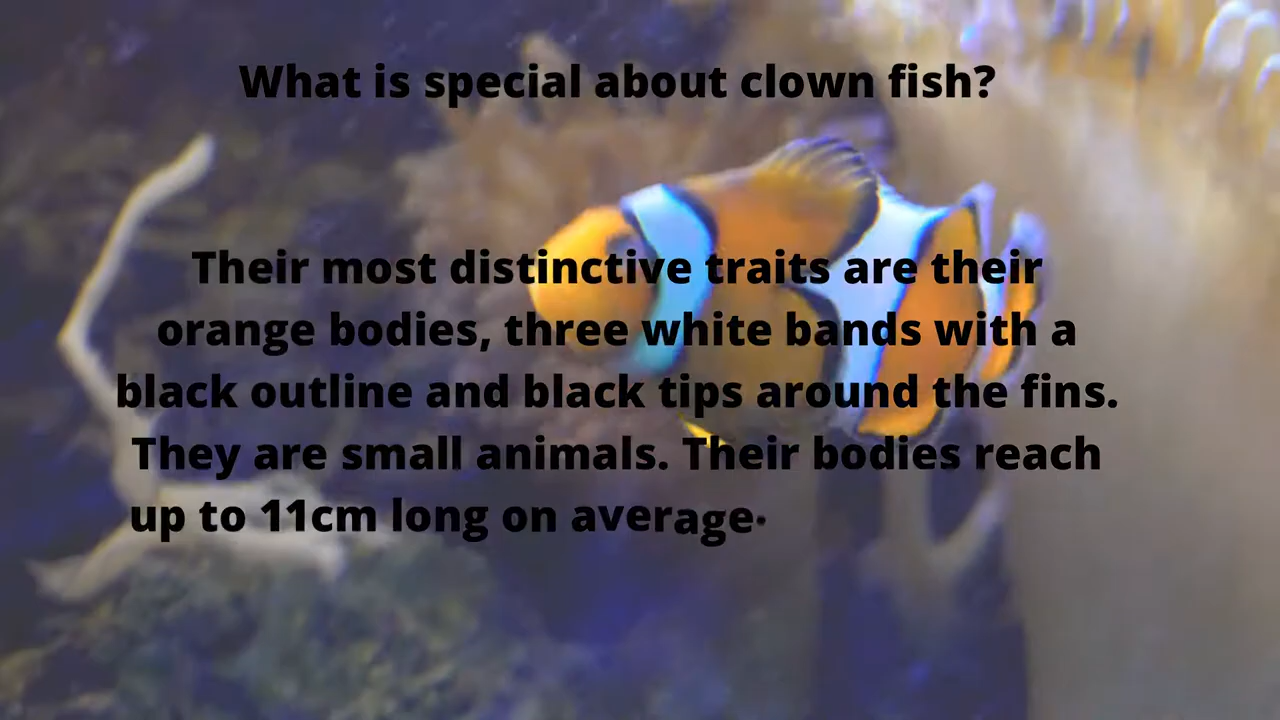 What is special about clown fish?
Their most distinctive traits are their
orange bodies, three white bands with a
black outline and black tips around the fins.
They are small animals. Their bodies reach
up to 11cm long on average.